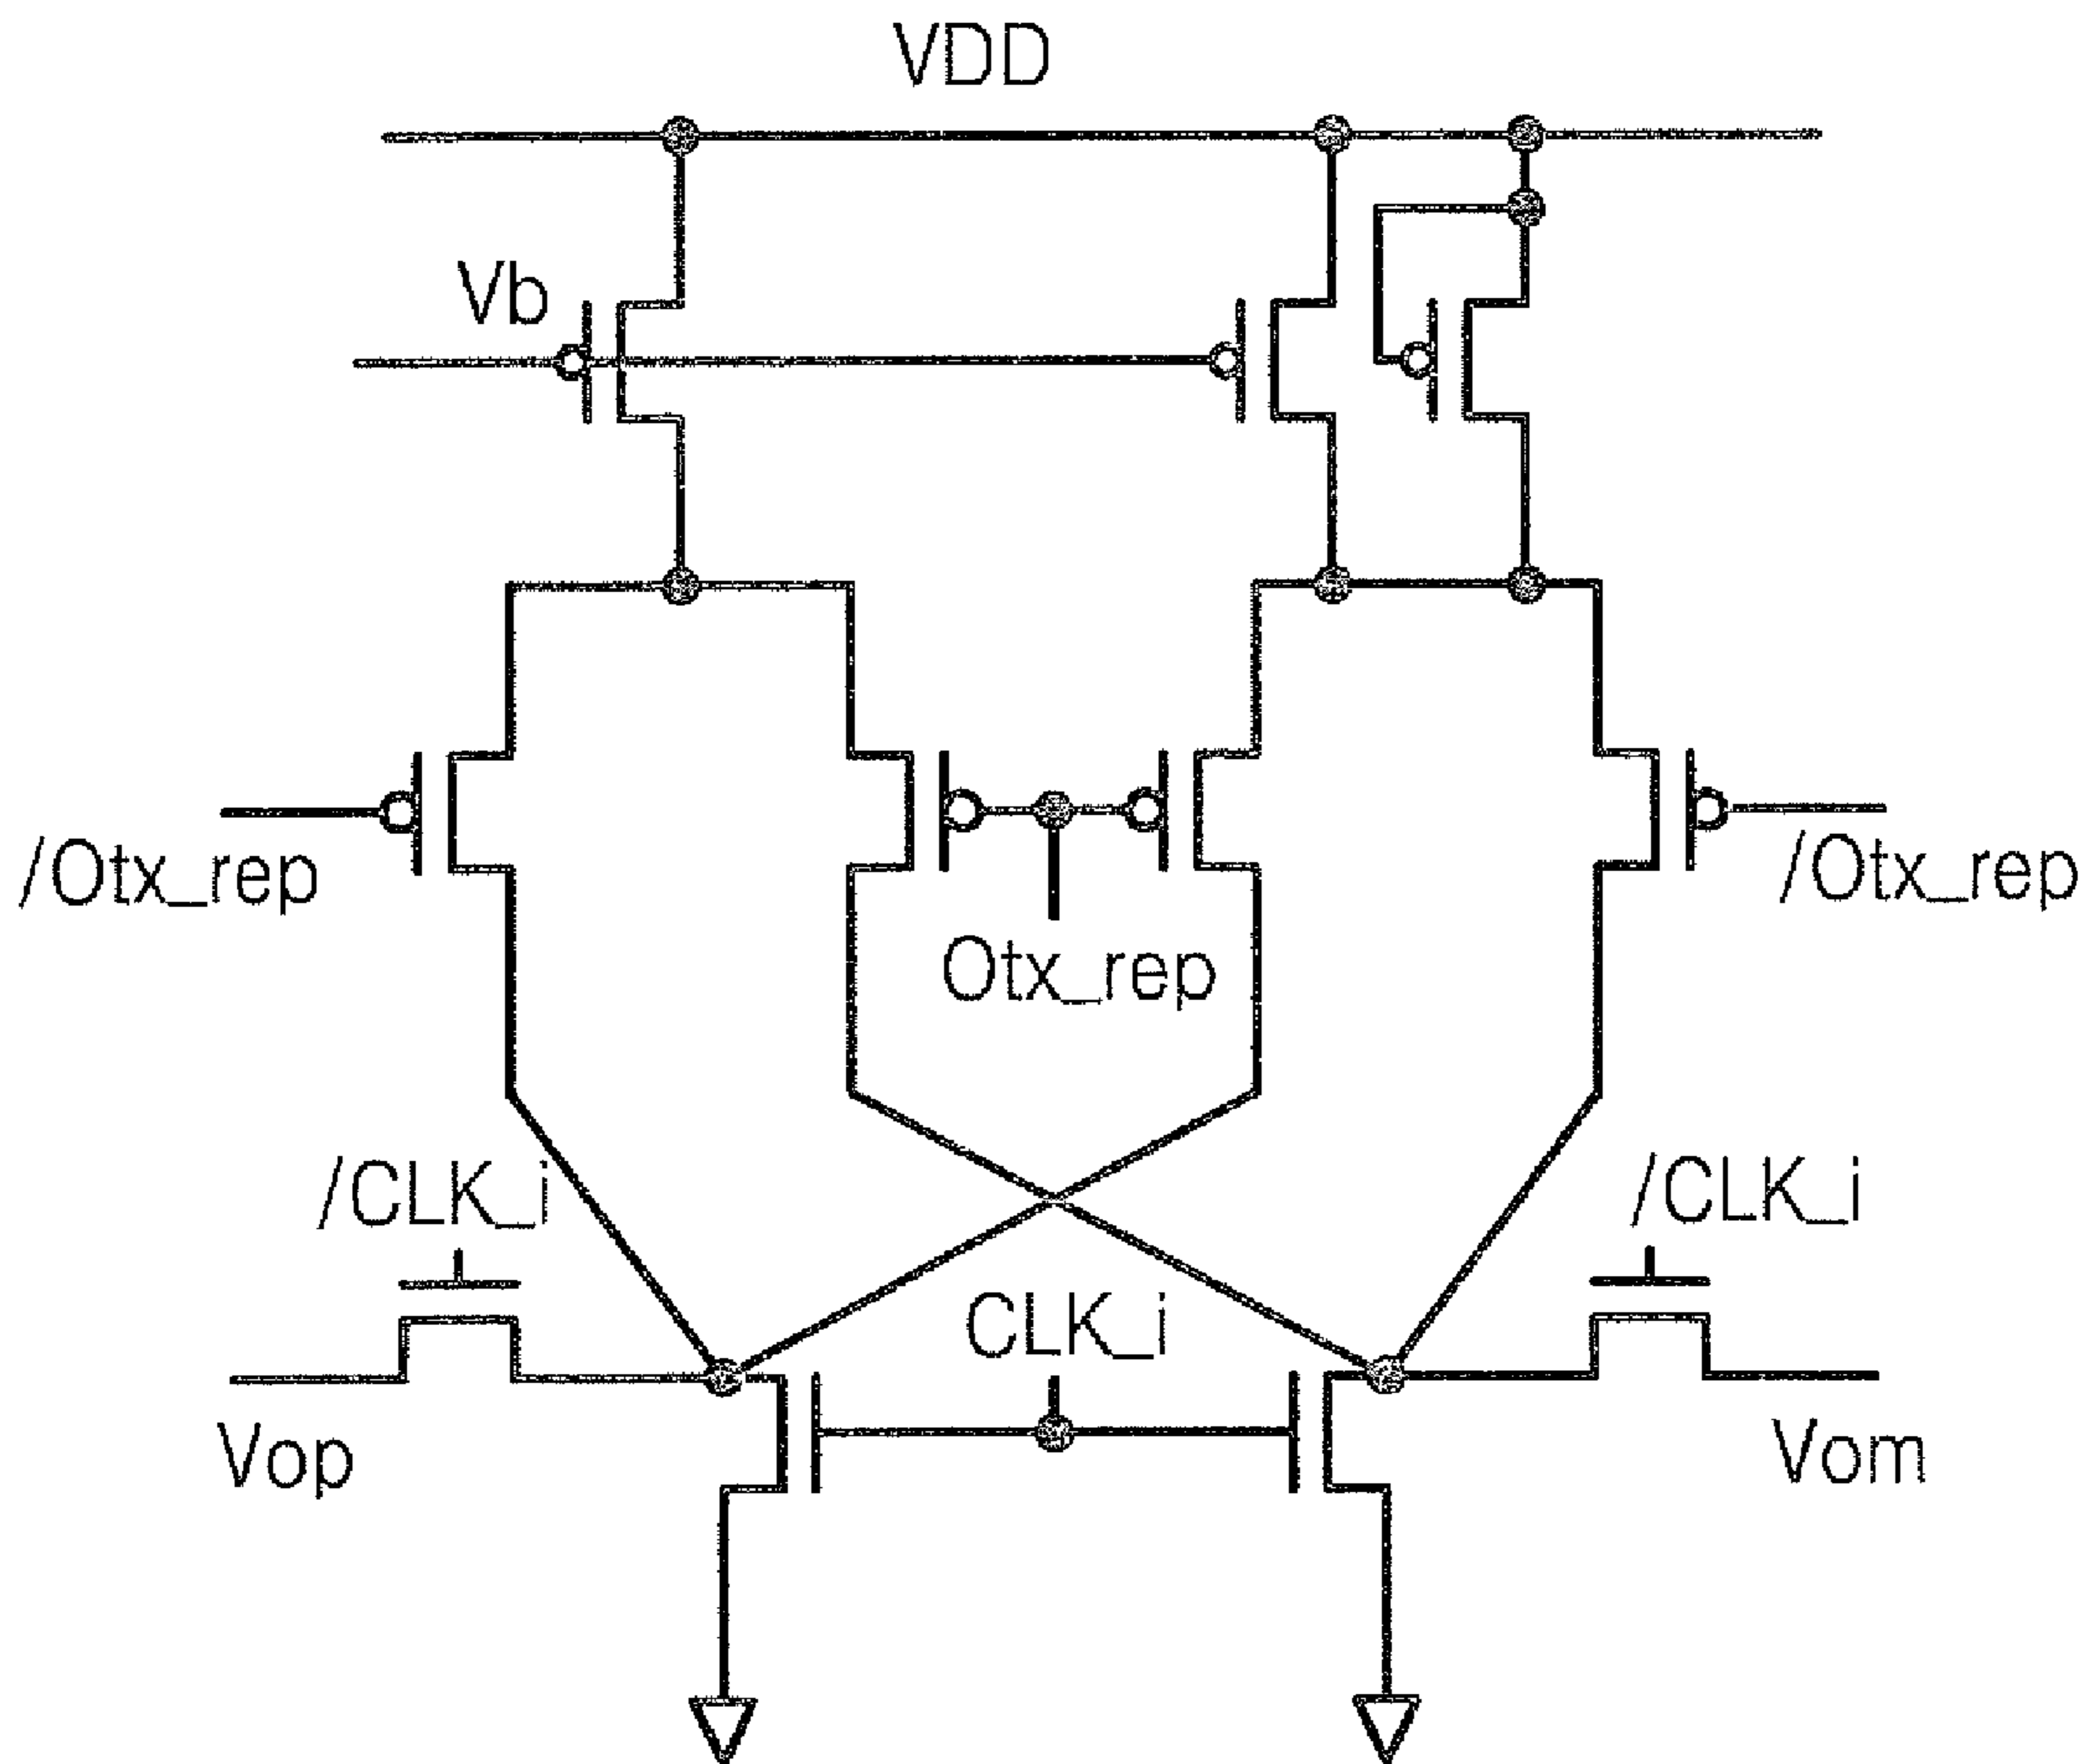 VDD
Vb
/Otx_rep
/Otx_rep
Otx_rep
/CLK_i
/CLK_i
CLK_i
Vop
Vom